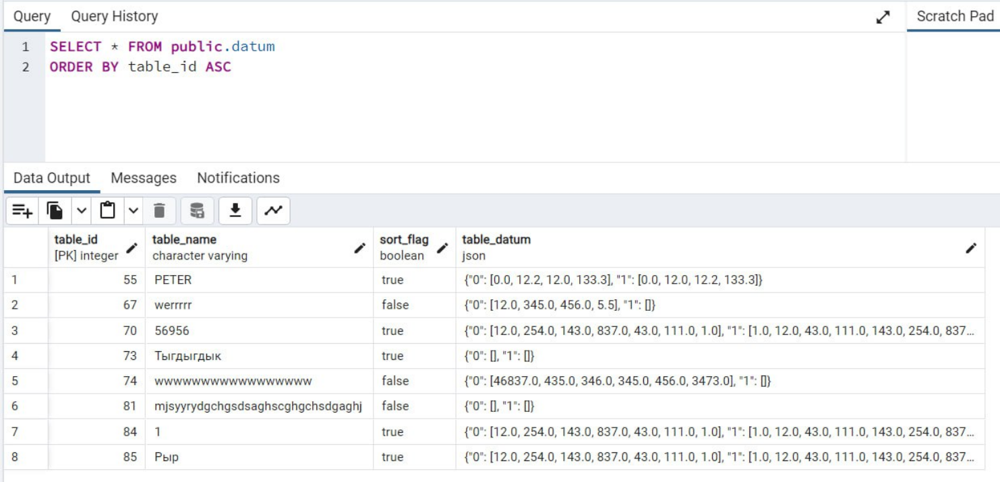 Query Query History Scratch Pad
1 SELECT * FROM public.datum
2 ORDER BY table_id ASC
Data Output Messages Notifications
table_id table_name sort_flag table_datum
[PK] integer character varying boolean json
1 55 PETER true {"0": [0.0, 12.2, 12.0, 133.3], "1": [0.0, 12.0, 12.2, 133.3]}
2 67 werrrrr false {"0": [12.0, 345.0, 456.0, 5.5], "1": []}
3 70 56956 true {"0": [12.0, 254.0, 143.0, 837.0, 43.0, 111.0, 1.0], "1": [1.0, 12.0, 43.0, 111.0, 143.0, 254.0, 837...
4 73 Тыгдыгдык true {"0": [], "1": []}
5 74 wwwwwwwwwwwwwwwww false {"0": [46837.0, 435.0, 346.0, 345.0, 456.0, 3473.0], "1": []}
6 81 mjsyyrydgchgsdsaghscghgchsdgaghj false {"0": [], "1": []}
7 84 1 true {"0": [12.0, 254.0, 143.0, 837.0, 43.0, 111.0, 1.0], "1": [1.0, 12.0, 43.0, 111.0, 143.0, 254.0, 837...
8 85 Рыр true {"0": [12.0, 254.0, 143.0, 837.0, 43.0, 111.0, 1.0], "1": [1.0, 12.0, 43.0, 111.0, 143.0, 254.0, 837...